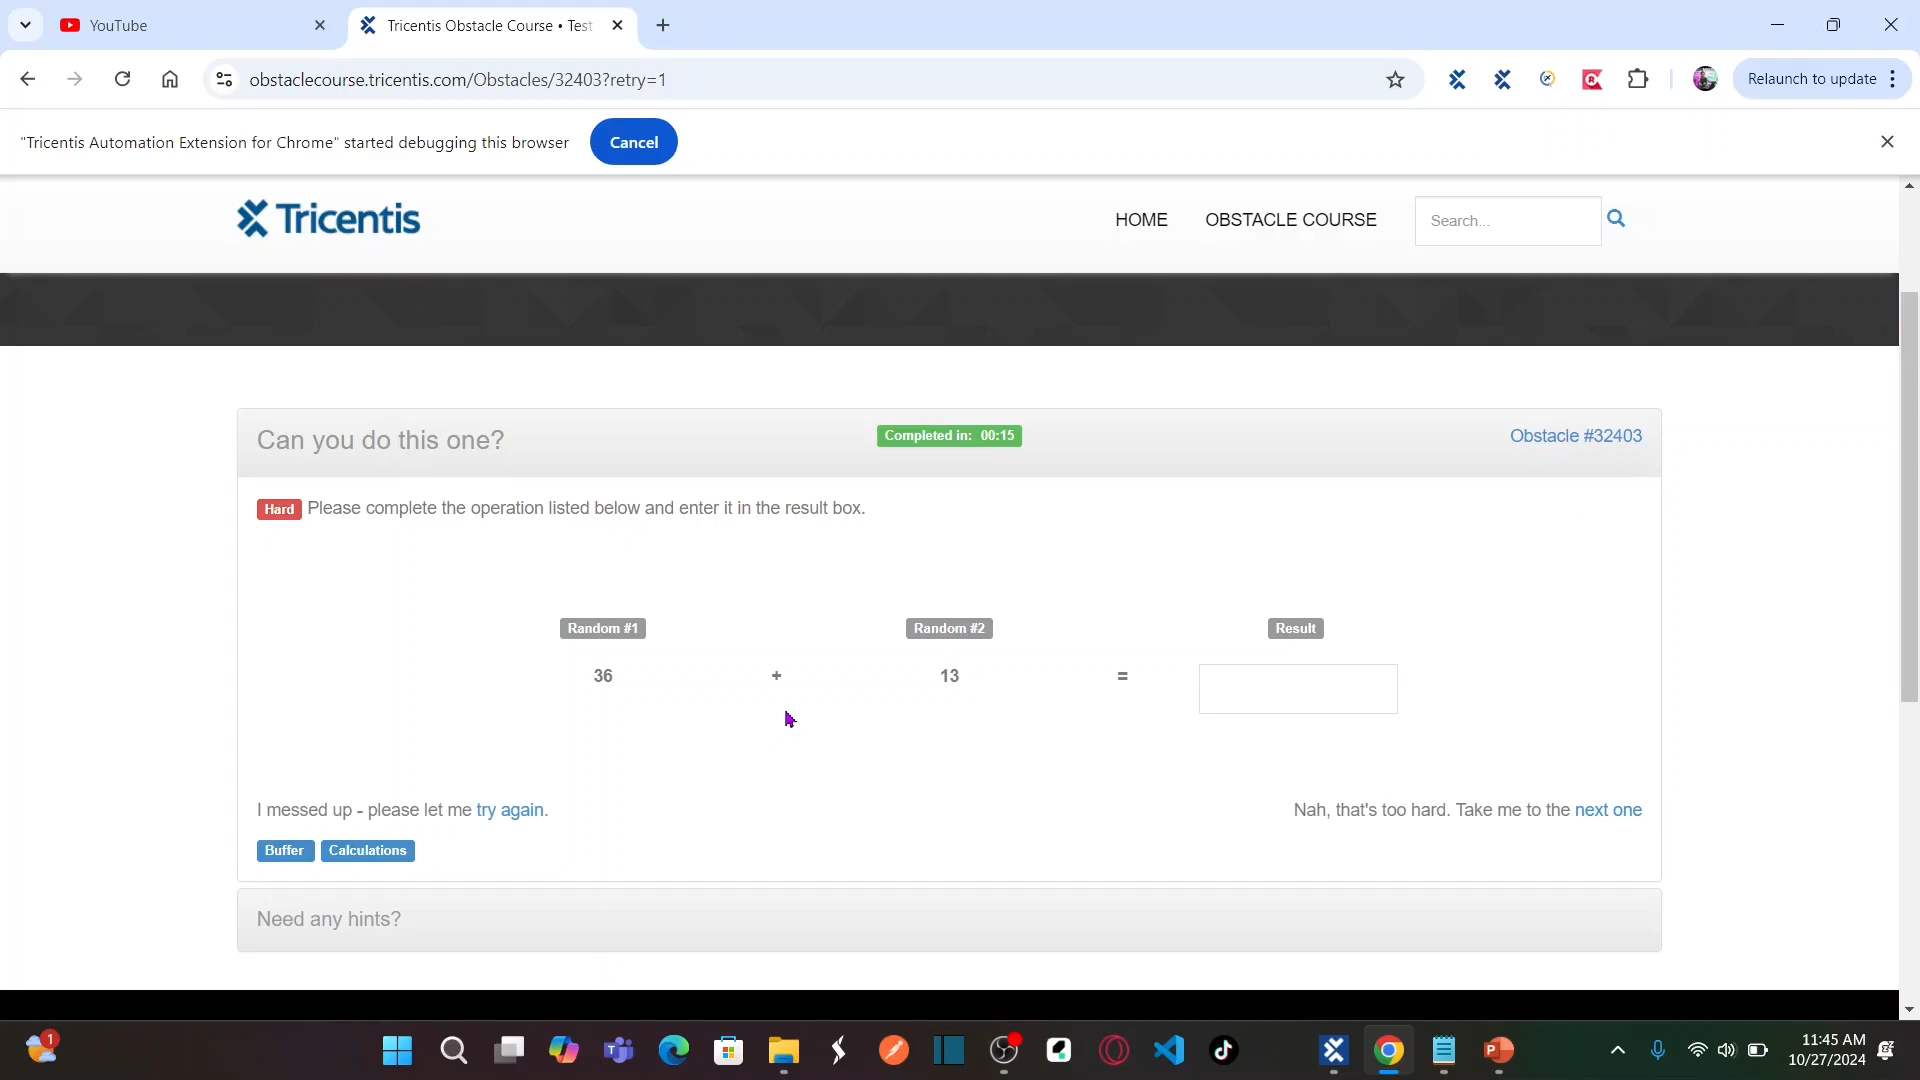 YouTube
Tricentis Obstacle Course • Test
obstaclecourse.tricentis.com/Obstacles/32403?retry=1
Relaunch to update
"Tricentis Automation Extension for Chrome" started debugging this browser
Cancel
Tricentis
HOME
OBSTACLE COURSE
Search...
Can you do this one?
Completed in: 00:15
Obstacle #32403
Hard Please complete the operation listed below and enter it in the result box.
Random #1
Random #2
Result
36 + 13 =
I messed up - please let me try again.
Nah, that's too hard. Take me to the next one
Buffer
Calculations
Need any hints?
1
11:45 AM
10/27/2024